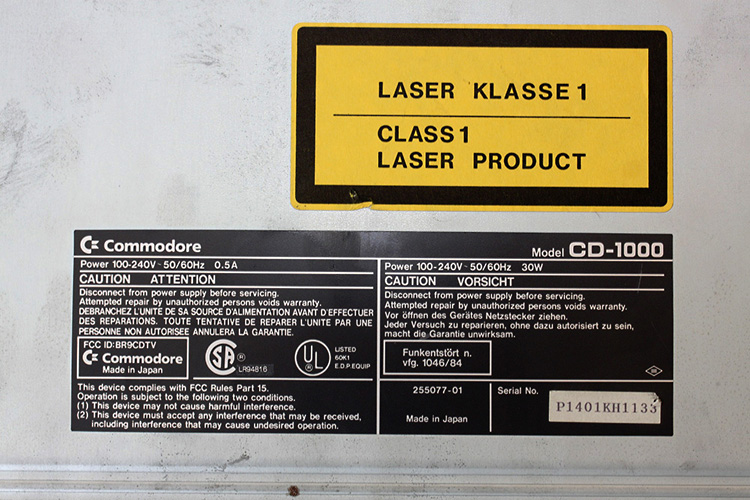 LASER KLASSE 1
CLASS 1
LASER PRODUCT
Commodore
Model CD-1000
Power 100-240V~50/60Hz 0.5A
CAUTION ATTENTION
Disconnect from power supply before servicing.
Attempted repair by unauthorized persons voids warranty.
DEBRANCHEZ L'UNITE DE SA SOURCE D'ALIMENTATION AVANT D'EFFECTUER
DES REPARATIONS. TOUTE TENTATIVE DE REPARER L'UNITE PAR UNE
PERSONNE NON AUTORISEE ANNULERA LA GARANTIE.
FCC ID: BR9CDTV
Commodore
Made in Japan
SA
®
LR94816
UL
®
LISTED
60K1
E.D.P. EQUIP
This device complies with FCC Rules Part 15.
Operation is subject to the following two conditions.
(1) This device may not cause harmful interference.
(2) This device must accept any interference that may be received,
including interference that may cause undesired operation.
Power 100-240V~50/60Hz 30W
CAUTION VORSICHT
Disconnect from power supply before servicing.
Attempted repair by unauthorized persons voids warranty.
Vor öffnen des Gerätes Netzstecker ziehen.
Jeder Versuch zu reparieren, ohne dazu autorisiert zu sein,
macht die Garantie unwirksam.
Funkentstört n.
vfg. 1046/84
255077-01
Made in Japan
Serial No.
P1401KH1133